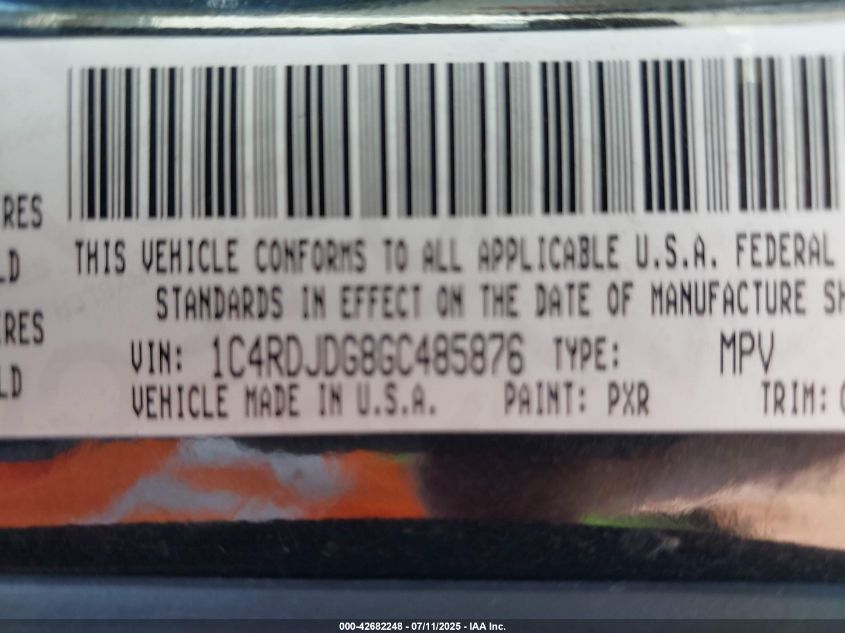 RES
LD
RES
LD
THIS VEHICLE CONFORMS TO ALL APPLICABLE U.S.A. FEDERAL
STANDARDS IN EFFECT ON THE DATE OF MANUFACTURE SH
VIN: 1C4RDJDG8GC485876 TYPE: MPV
VEHICLE MADE IN U.S.A. PAINT: PXR TRIM:
000-42682248 - 07/11/2025 - IAA Inc.